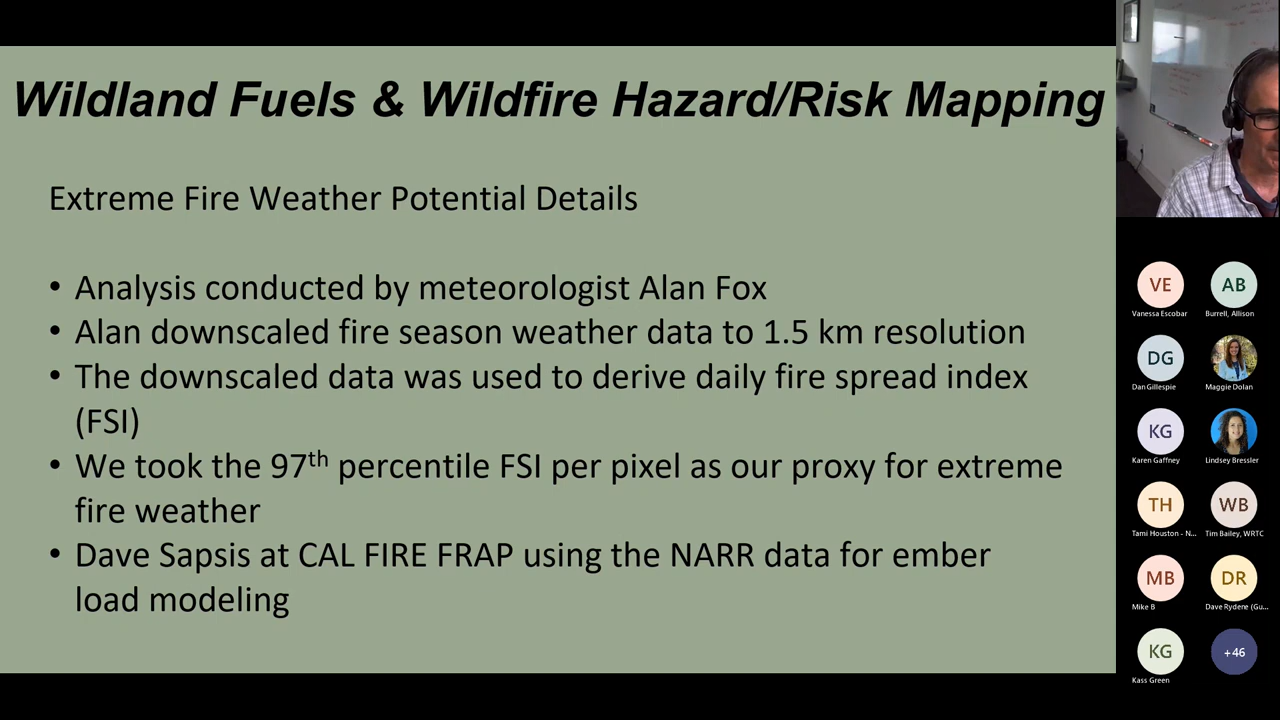 Wildland Fuels & Wildfire Hazard/Risk Mapping
Extreme Fire Weather Potential Details
• Analysis conducted by meteorologist Alan Fox
• Alan downscaled fire season weather data to 1.5 km resolution
• The downscaled data was used to derive daily fire spread index
(FSI)
• We took the 97th percentile FSI per pixel as our proxy for extreme
fire weather
• Dave Sapsis at CAL FIRE FRAP using the NARR data for ember
load modeling
VE
AB
Vanessa Escobar
Burrell, Allison
DG
Dan Gillespie
Maggie Dolan
KG
Karen Gaffney
Lindsey Bressler
TH
WB
Tami Houston - N...
Tim Bailey, WRTC
MB
DR
Mike B
Dave Rydene (Gu...
KG
+46
Kass Green